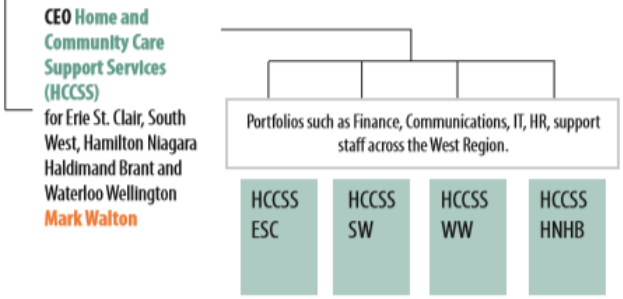 CEO Home and
Community Care
Support Services
(HCCSS)
for Erie St. Clair, South
West, Hamilton Niagara
Haldimand Brant and
Waterloo Wellington
Mark Walton
Portfolios such as Finance, Communications, IT, HR, support
staff across the West Region.
HCCSS
ESC
HCCSS
SW
HCCSS
WW
HCCSS
HNHB